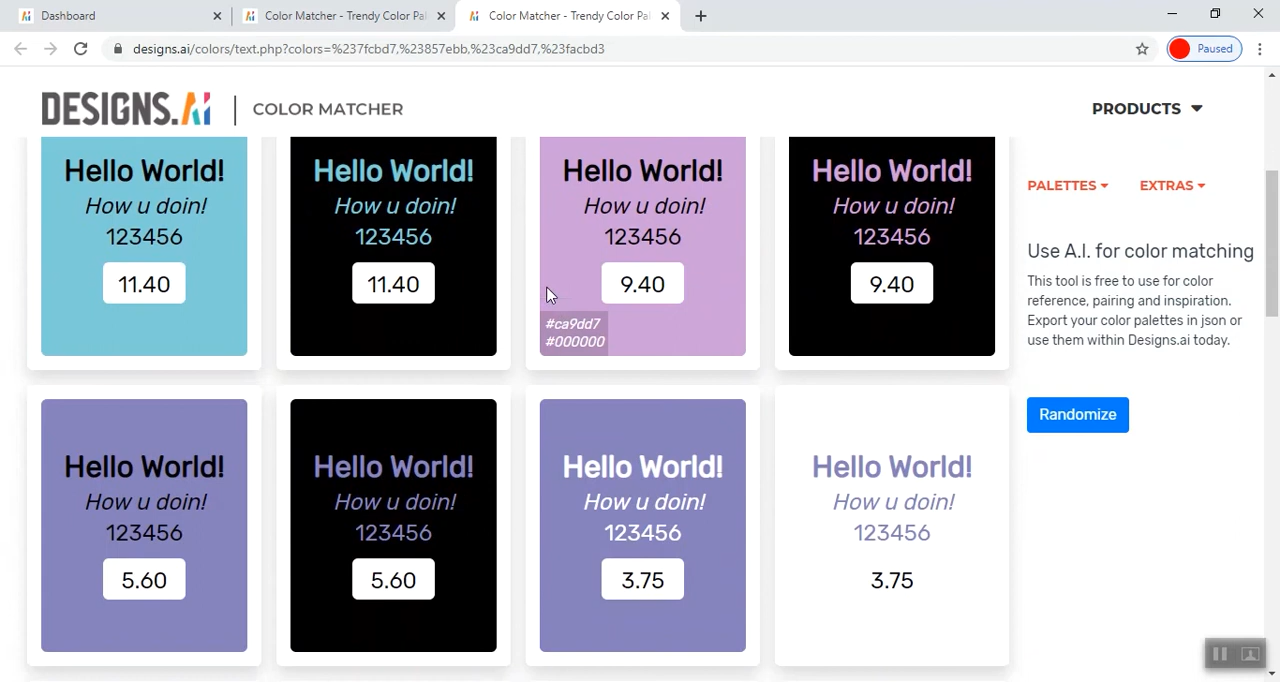 Dashboard
Color Matcher - Trendy Color Pal
Color Matcher - Trendy Color Pal
designs.ai/colors/text.php?colors=%237fcbd7,%23857ebb,%23ca9dd7,%23facbd3
Paused
DESIGNS.Ai
COLOR MATCHER
PRODUCTS
Hello World!
How u doin!
123456
11.40
Hello World!
How u doin!
123456
11.40
Hello World!
How u doin!
123456
9.40
#ca9dd7
#000000
Hello World!
How u doin!
123456
9.40
PALETTES
EXTRAS
Use A.I. for color matching
This tool is free to use for color
reference, pairing and inspiration.
Export your color palettes in json or
use them within Designs.ai today.
Randomize
Hello World!
How u doin!
123456
5.60
Hello World!
How u doin!
123456
5.60
Hello World!
How u doin!
123456
3.75
Hello World!
How u doin!
123456
3.75